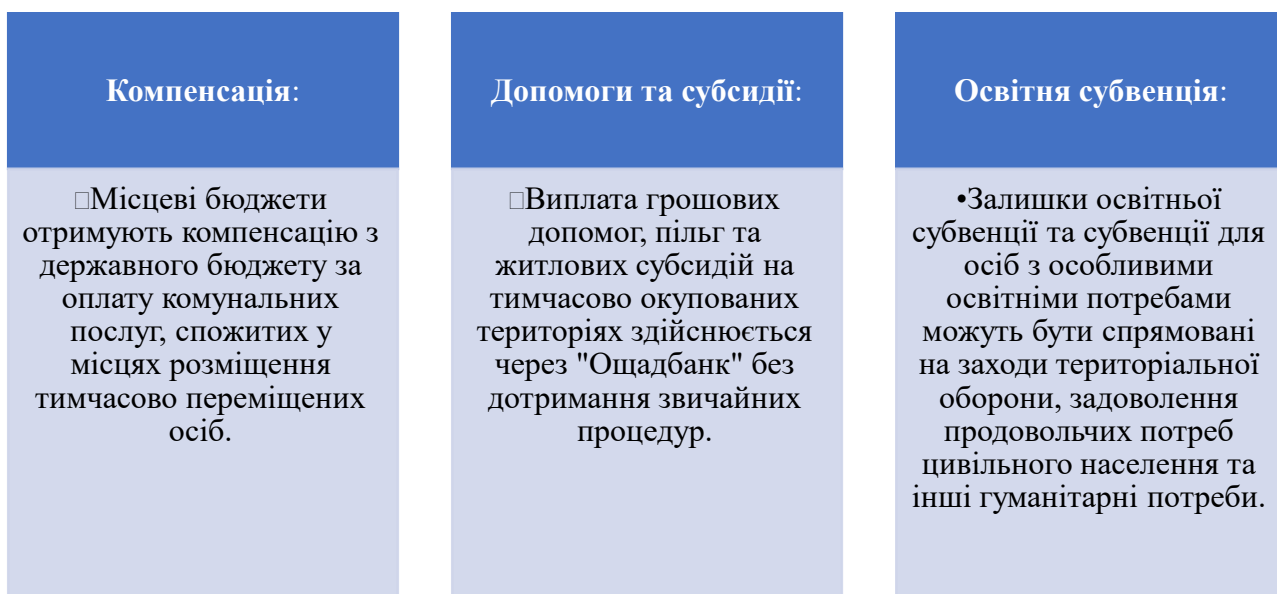 Компенсація:
□Місцеві бюджети
отримують компенсацію з
державного бюджету за
оплату комунальних
послуг, спожитих у
місцях розміщення
тимчасово переміщених
осіб.
Допомоги та субсидії:
□Виплата грошових
допомог, пільг та
житлових субсидій на
тимчасово окупованих
територіях здійснюється
через "Ощадбанк" без
дотримання звичайних
процедур.
Освітня субвенція:
•Залишки освітньої
субвенції та субвенції для
осіб з особливими
освітніми потребами
можуть бути спрямовані
на заходи територіальної
оборони, задоволення
продовольчих потреб
цивільного населення та
інші гуманітарні потреби.